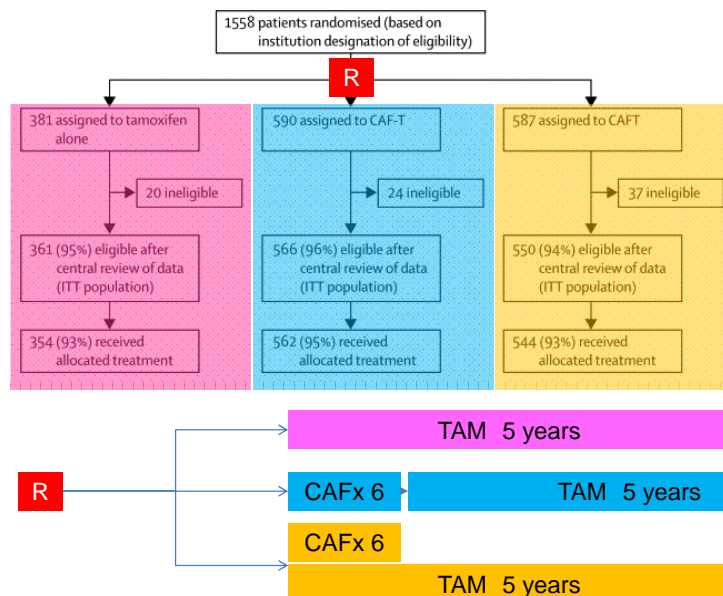 1558 patients randomised (based on
institution designation of eligibility)
R
381 assigned to tamoxifen
alone
590 assigned to CAF-T
587 assigned to CAFT
20 ineligible
24 ineligible
37 ineligible
361 (95%) eligible after
central review of data
(ITT population)
566 (96%) eligible after
central review of data
(ITT population)
550 (94%) eligible after
central review of data
(ITT population)
354 (93%) received
allocated treatment
562 (95%) received
allocated treatment
544 (93%) received
allocated treatment
TAM 5 years
R
CAFx 6
TAM 5 years
CAFx 6
TAM 5 years